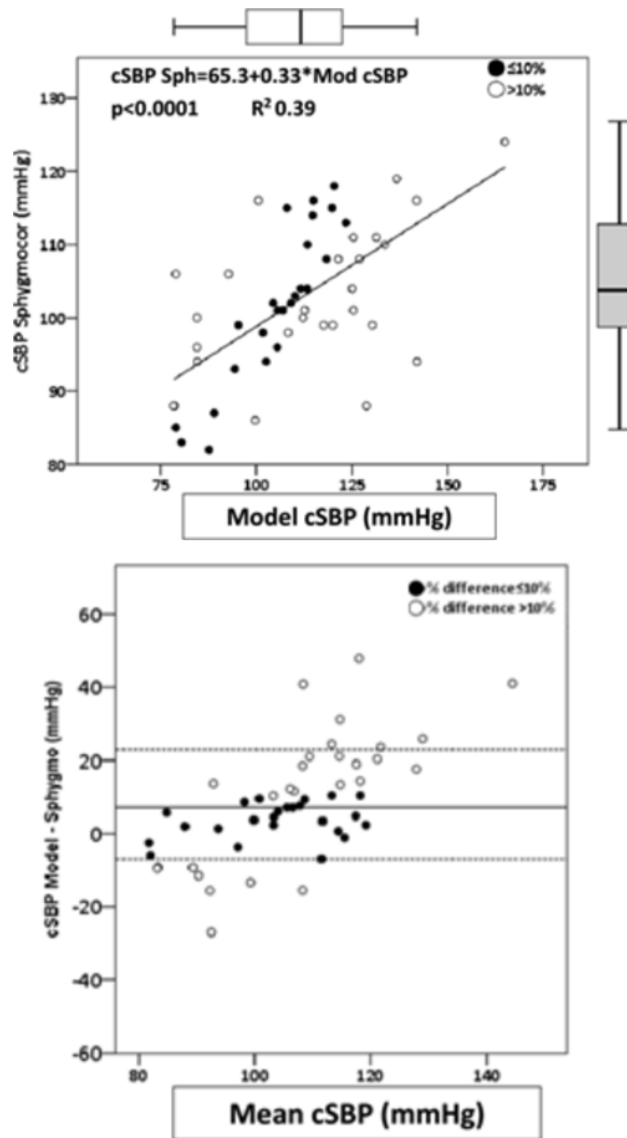 cSBP Sph=65.3+0.33*Mod cSBP
p<0.0001 R² 0.39
≤10%
>10%
130
120
110
100
90
80
cSBP Sphygmocor (mmHg)
75 100 125 150 175
Model cSBP (mmHg)
% difference≤10%
% difference >10%
60
40
20
0
-20
-40
-60
cSBP Model - Sphygmo (mmHg)
80 100 120 140
Mean cSBP (mmHg)